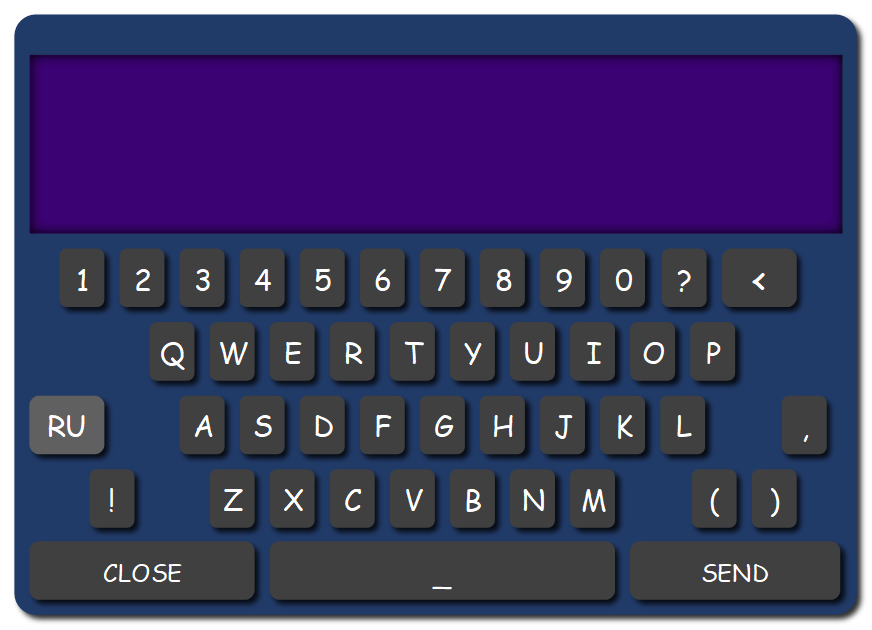 1 2 3 4 5 6 7 8 9 0 ? <
Q W E R T Y U I O P
RU A S D F G H J K L ,
! Z X C V B N M ( )
CLOSE _ SEND